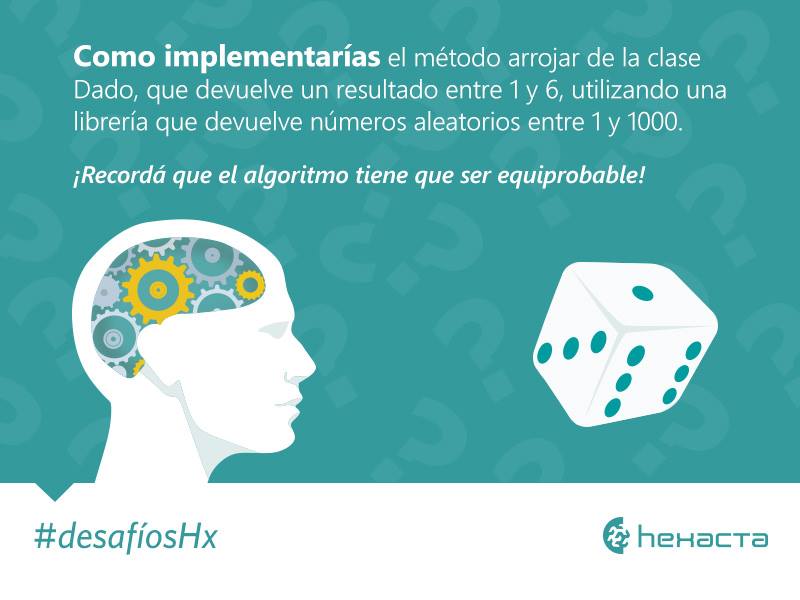 Como implementarías el método arrojar de la clase
Dado, que devuelve un resultado entre 1 y 6, utilizando una
librería que devuelve números aleatorios entre 1 y 1000.
¡Recordá que el algoritmo tiene que ser equiprobable!
#desafíosHx
hexacta